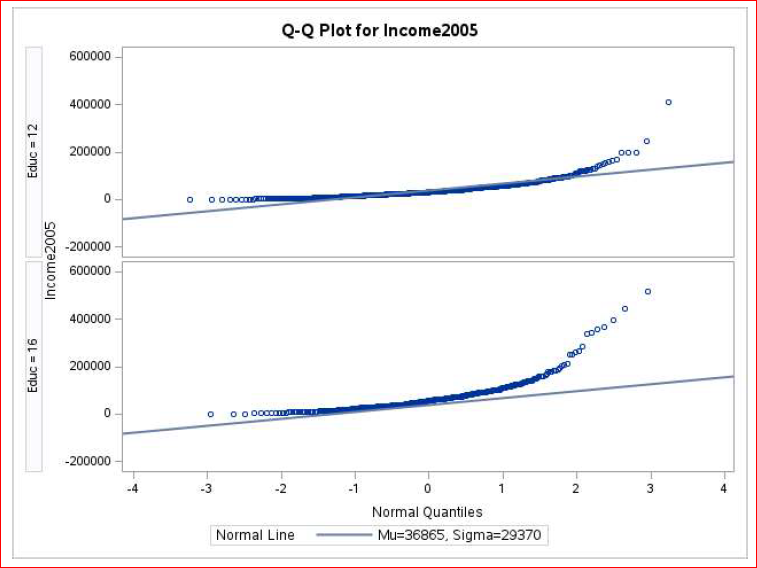 Q-Q Plot for Income2005
600000
400000
200000
0
-200000
Educ = 12
Income2005
600000
400000
200000
0
-200000
Educ = 16
-4 -3 -2 -1 0 1 2 3 4
Normal Quantiles
Normal Line Mu=36865, Sigma=29370